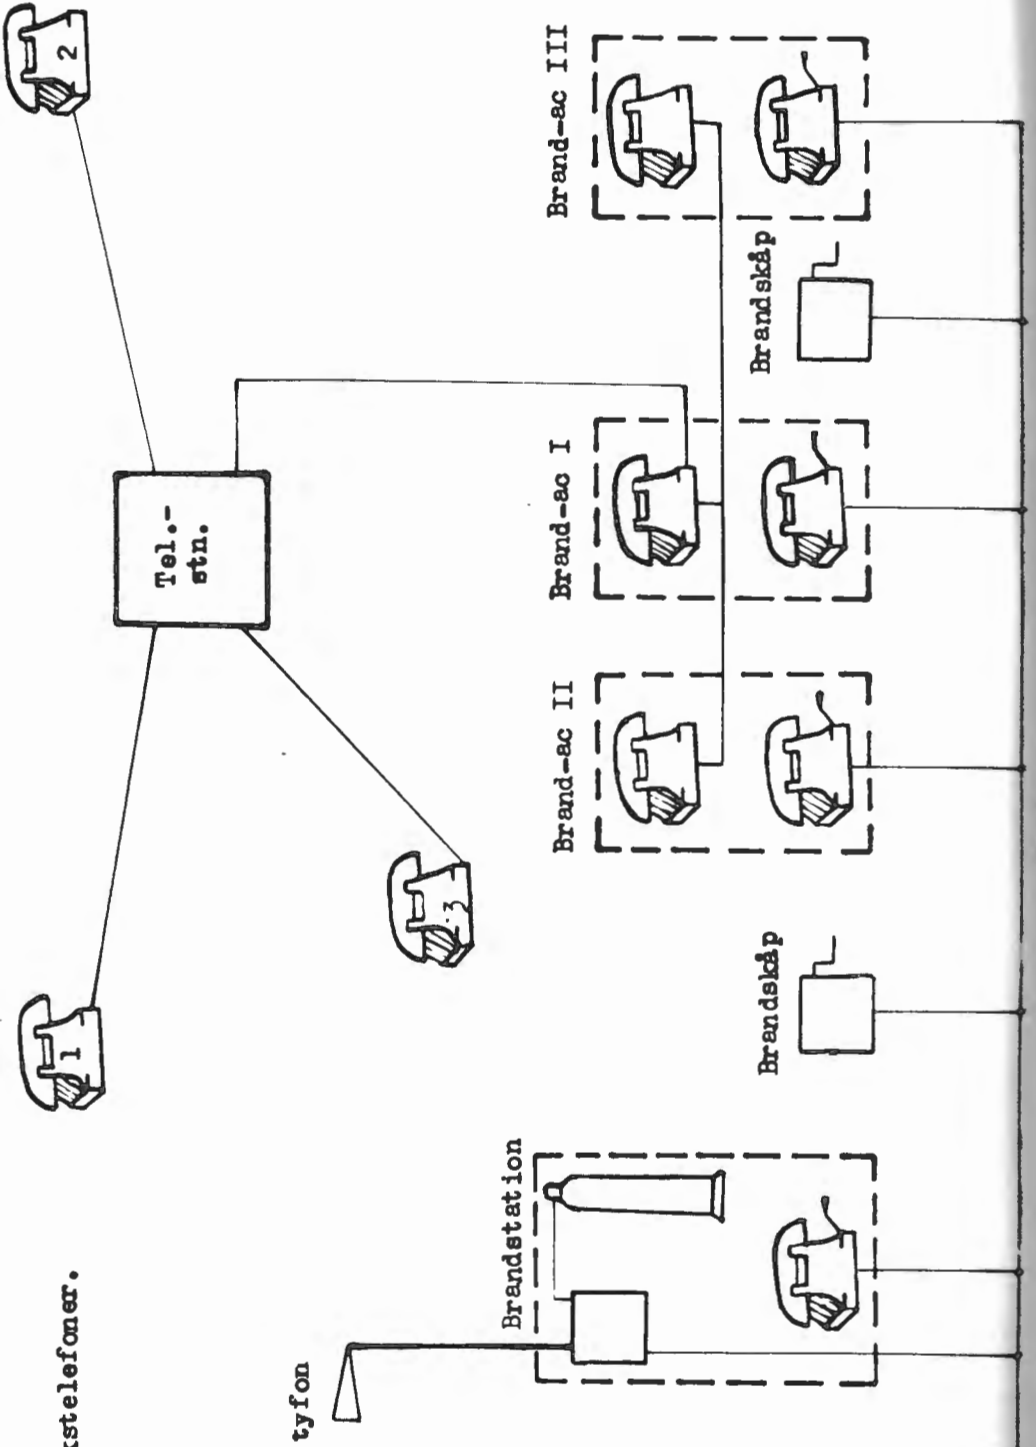 kstelefoner.
1
2
Tel.-
stn.
tyfon
3
Brandstation
Brand-ac II
Brand-ac I
Brand-ac III
Brandskåp
Brandskåp